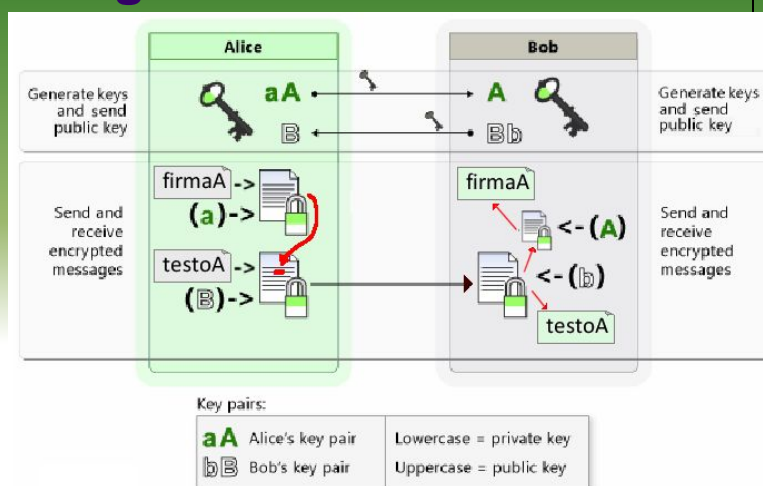 Alice
Bob
Generate keys
and send
public key
aA
A
B
Bb
Generate keys
and send
public key
Send and
receive
encrypted
messages
firmaA ->
(a)->
testoA ->
(B)->
firmaA
<-(A)
<-(b)
testoA
Send and
receive
encrypted
messages
Key pairs:
aA Alice's key pair
Lowercase = private key
bB Bob's key pair
Uppercase = public key